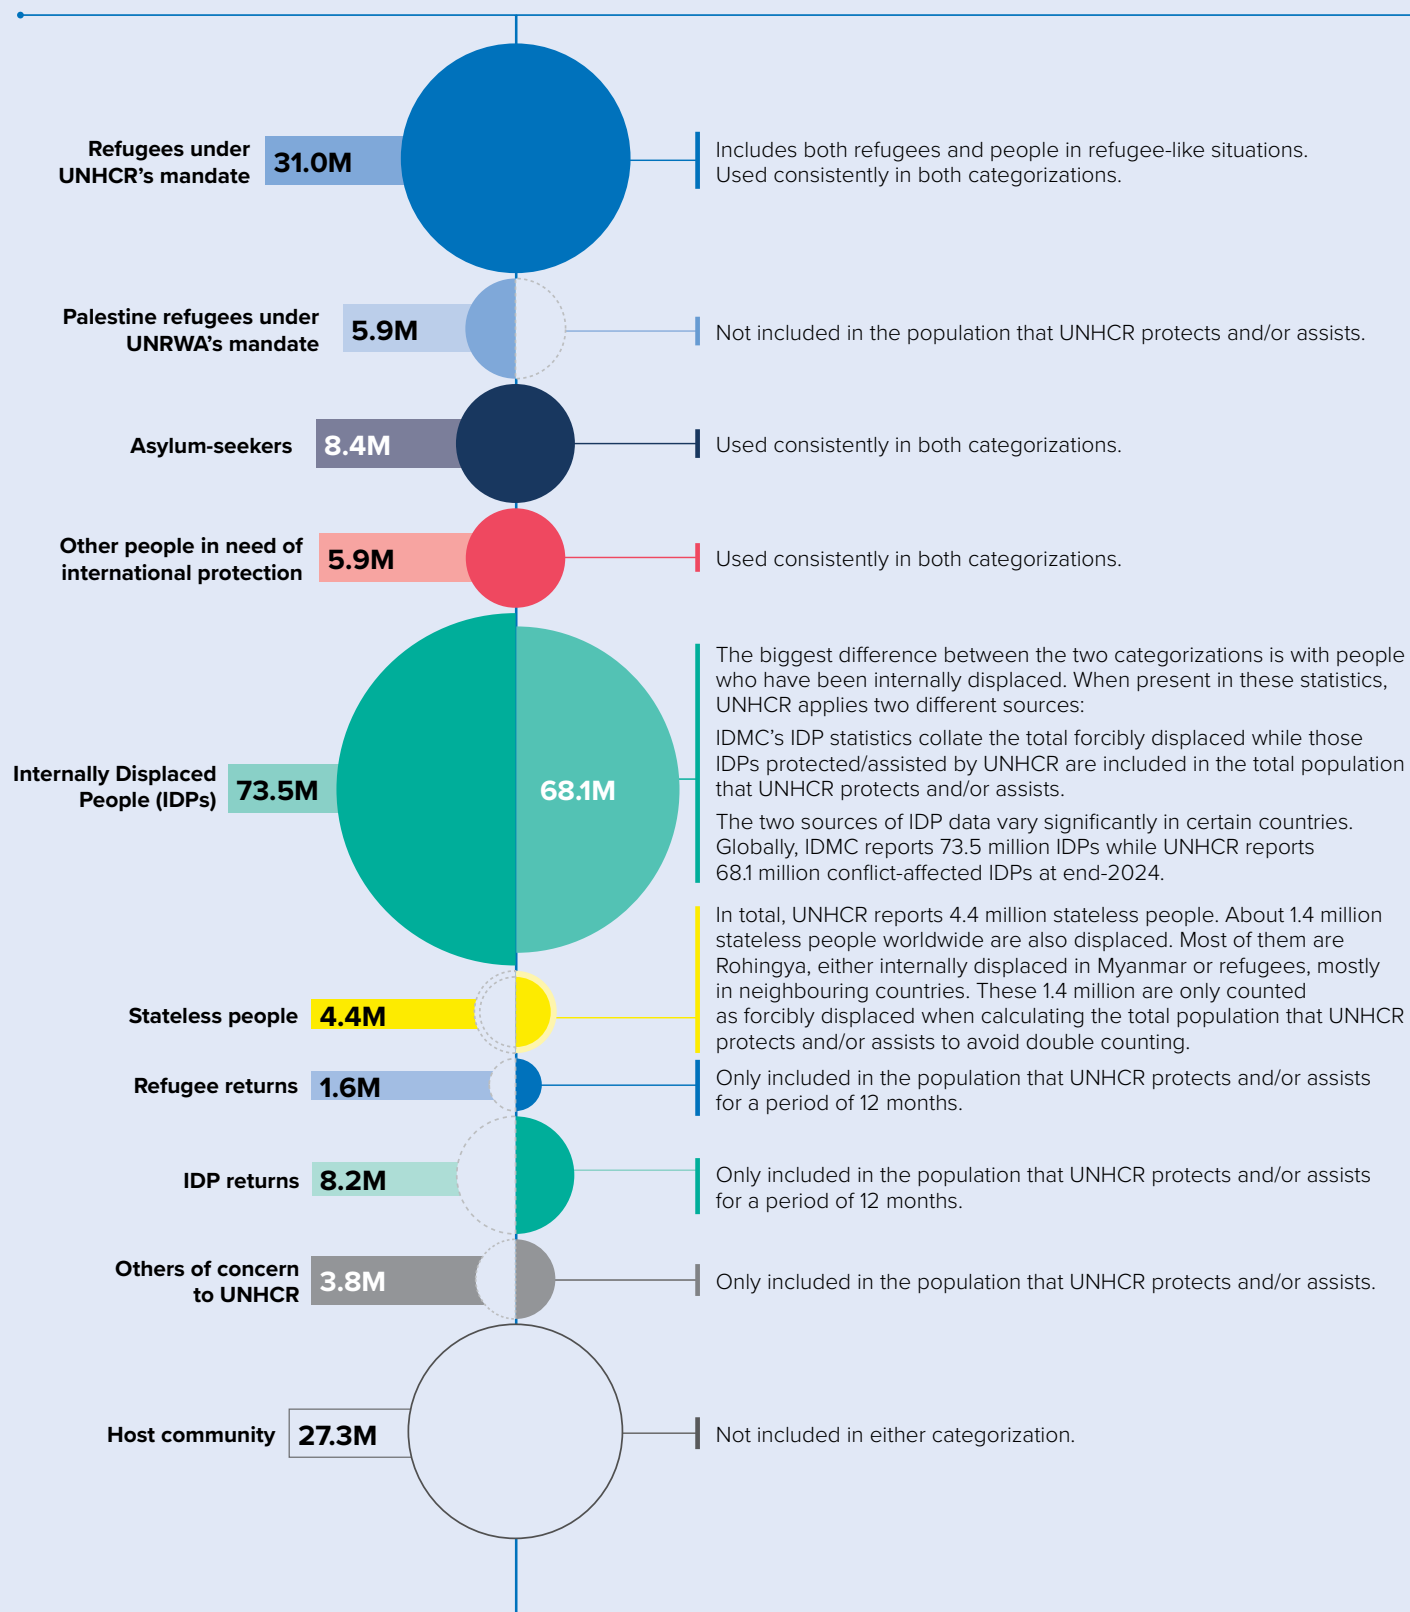 Refugees under
UNHCR’s mandate
31.0M
Includes both refugees and people in refugee-like situations.
Used consistently in both categorizations.
Palestine refugees under
UNRWA’s mandate
5.9M
Not included in the population that UNHCR protects and/or assists.
Asylum-seekers
8.4M
Used consistently in both categorizations.
Other people in need of
international protection
5.9M
Used consistently in both categorizations.
Internally Displaced
People (IDPs)
73.5M
68.1M
The biggest difference between the two categorizations is with people
who have been internally displaced. When present in these statistics,
UNHCR applies two different sources:
IDMC’s IDP statistics collate the total forcibly displaced while those
IDPs protected/assisted by UNHCR are included in the total population
that UNHCR protects and/or assists.
The two sources of IDP data vary significantly in certain countries.
Globally, IDMC reports 73.5 million IDPs while UNHCR reports
68.1 million conflict-affected IDPs at end-2024.
Stateless people
4.4M
In total, UNHCR reports 4.4 million stateless people. About 1.4 million
stateless people worldwide are also displaced. Most of them are
Rohingya, either internally displaced in Myanmar or refugees, mostly
in neighbouring countries. These 1.4 million are only counted
as forcibly displaced when calculating the total population that UNHCR
protects and/or assists to avoid double counting.
Refugee returns
1.6M
Only included in the population that UNHCR protects and/or assists
for a period of 12 months.
IDP returns
8.2M
Only included in the population that UNHCR protects and/or assists
for a period of 12 months.
Others of concern
to UNHCR
3.8M
Only included in the population that UNHCR protects and/or assists.
Host community
27.3M
Not included in either categorization.